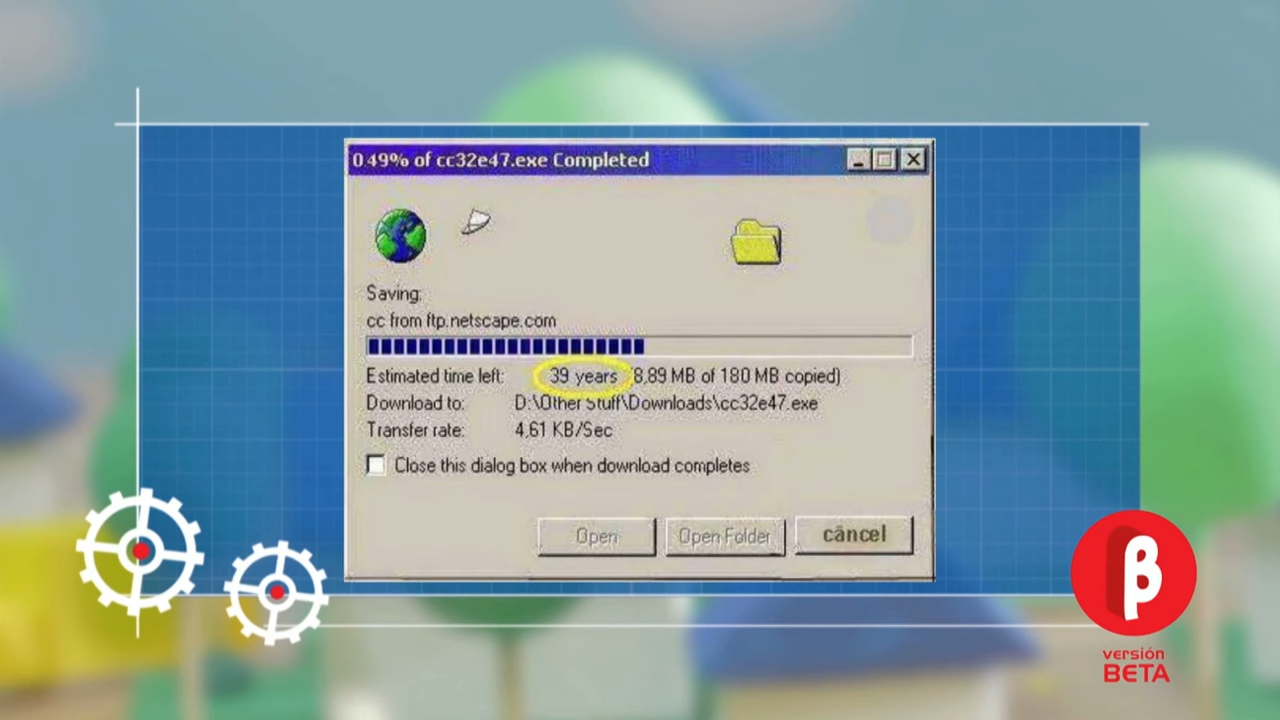 0.49% of cc32e47.exe Completed
Saving:
cc from ftp.netscape.com
Estimated time left: 39 years (8,89 MB of 180 MB copied)
Download to: D:\Other Stuff\Downloads\cc32e47.exe
Transfer rate: 4,61 KB/Sec
Close this dialog box when download completes
Open Open Folder cāncel
β
versión
BETA